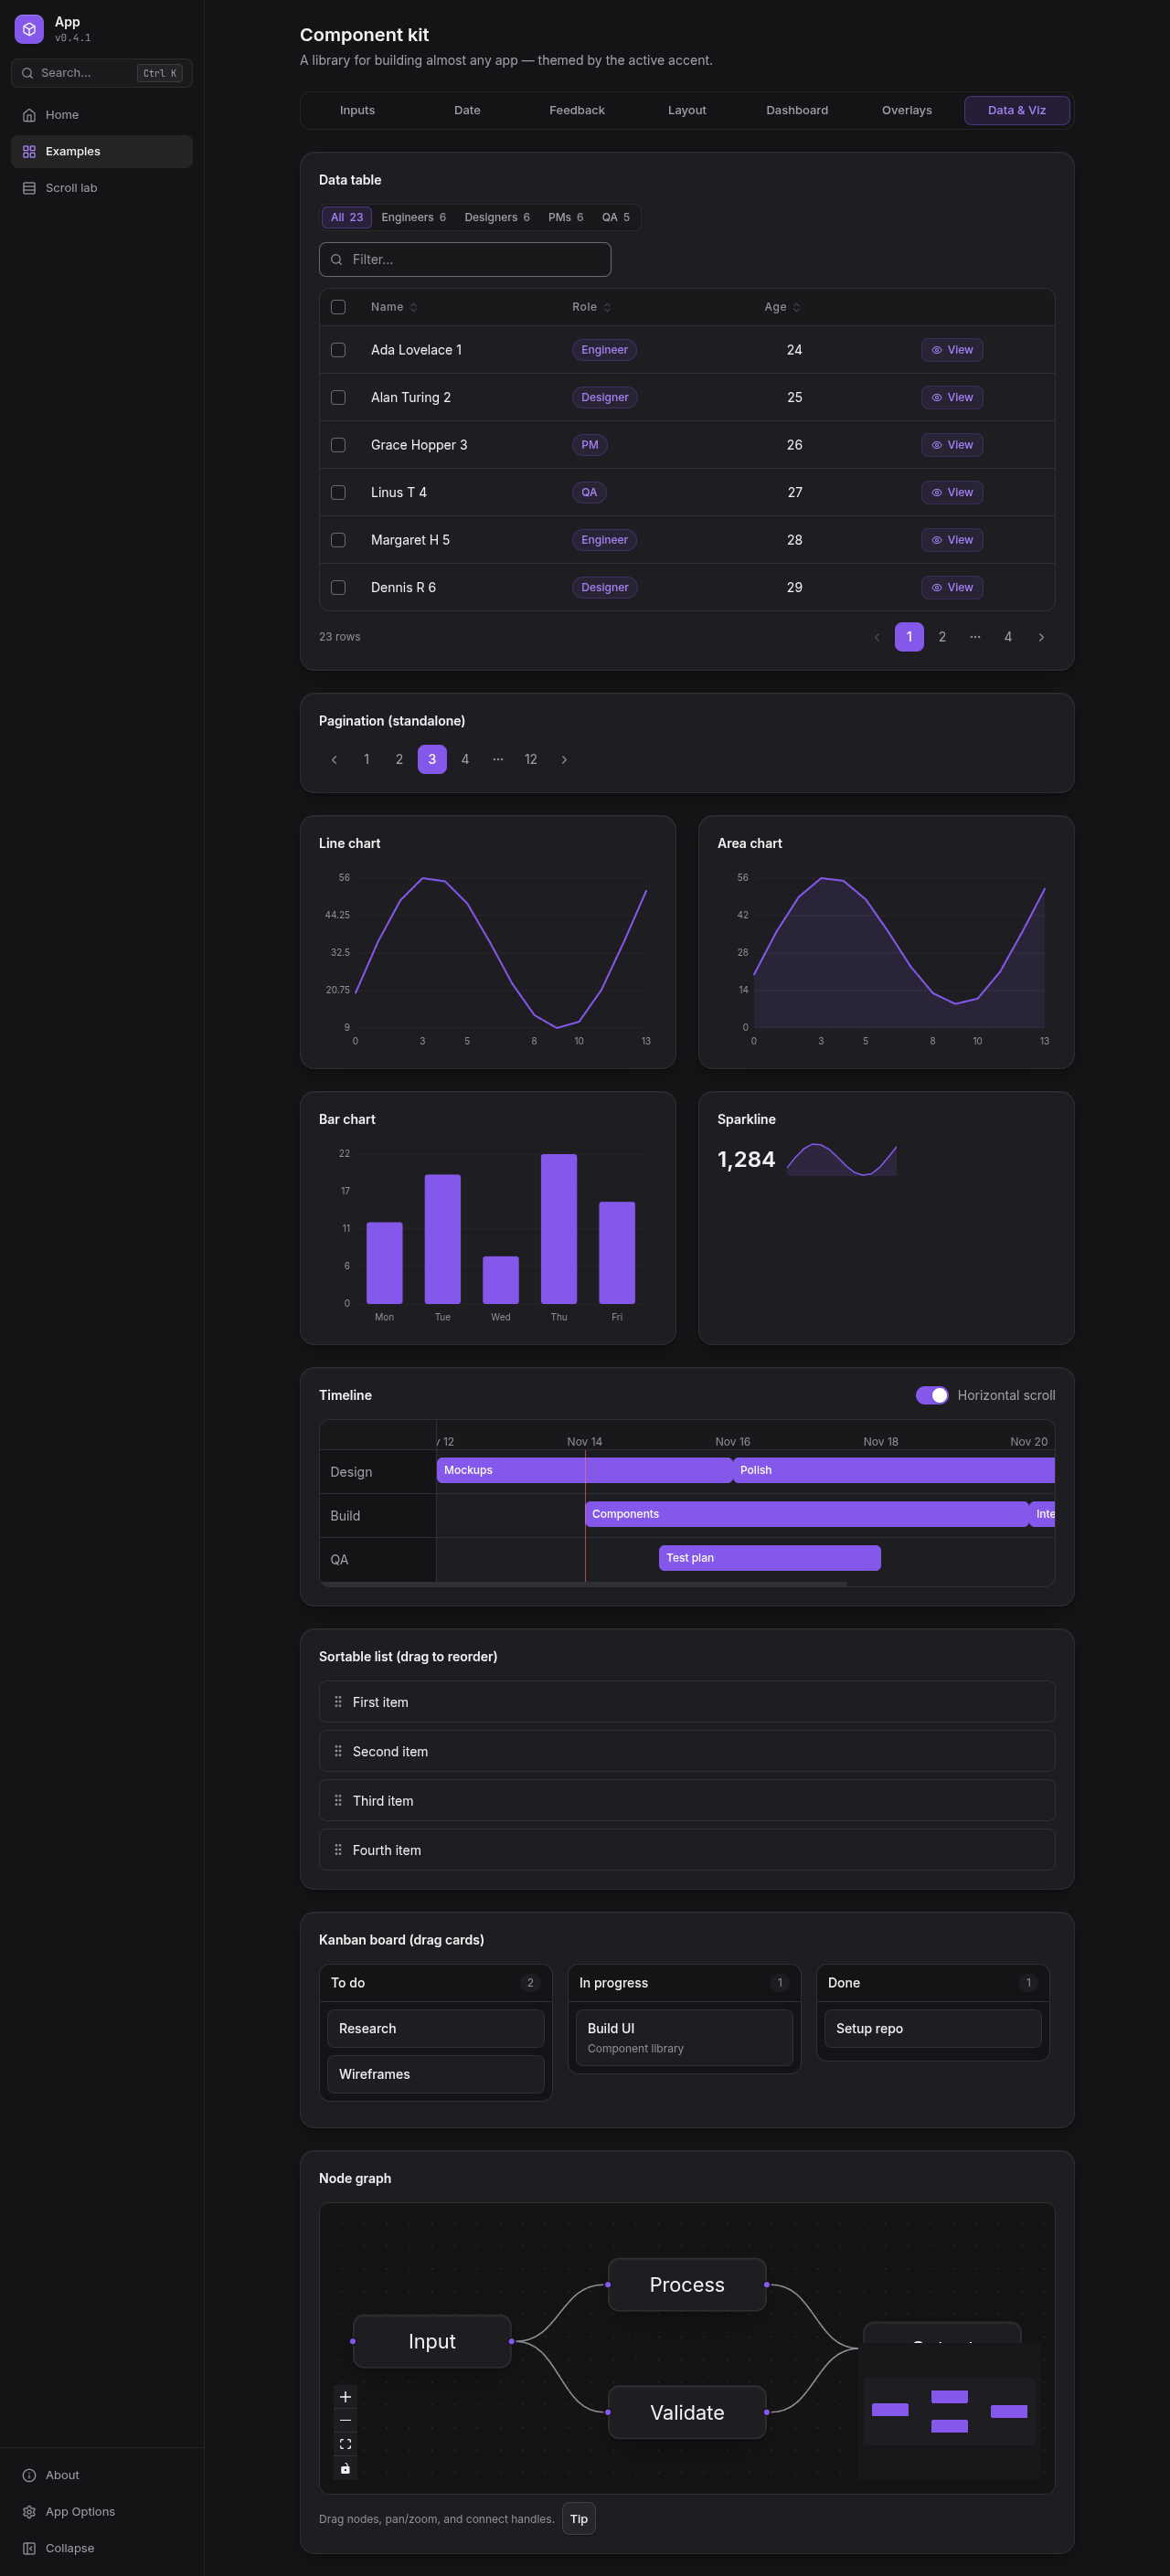 App
v0.4.1
Search...
Ctrl K
Home
Examples
Scroll lab
About
App Options
Collapse
Component kit
A library for building almost any app — themed by the active accent.
Inputs Date Feedback Layout Dashboard Overlays Data & Viz
Data table
All 23 Engineers 6 Designers 6 PMs 6 QA 5
Filter...
Name Role Age
Ada Lovelace 1 Engineer 24 View
Alan Turing 2 Designer 25 View
Grace Hopper 3 PM 26 View
Linus T 4 QA 27 View
Margaret H 5 Engineer 28 View
Dennis R 6 Designer 29 View
23 rows 1 2 ··· 4
Pagination (standalone)
1 2 3 4 ··· 12
Line chart
56
44.25
32.5
20.75
9
0 3 5 8 10 13
Area chart
56
42
28
14
0
0 3 5 8 10 13
Bar chart
22
17
11
6
0
Mon Tue Wed Thu Fri
Sparkline
1,284
Timeline
Horizontal scroll
12 Nov 14 Nov 16 Nov 18 Nov 20
Design Mockups Polish
Build Components Inte
QA Test plan
Sortable list (drag to reorder)
First item
Second item
Third item
Fourth item
Kanban board (drag cards)
To do 2
Research
Wireframes
In progress 1
Build UI
Component library
Done 1
Setup repo
Node graph
Process
Input
Validate
Drag nodes, pan/zoom, and connect handles. Tip